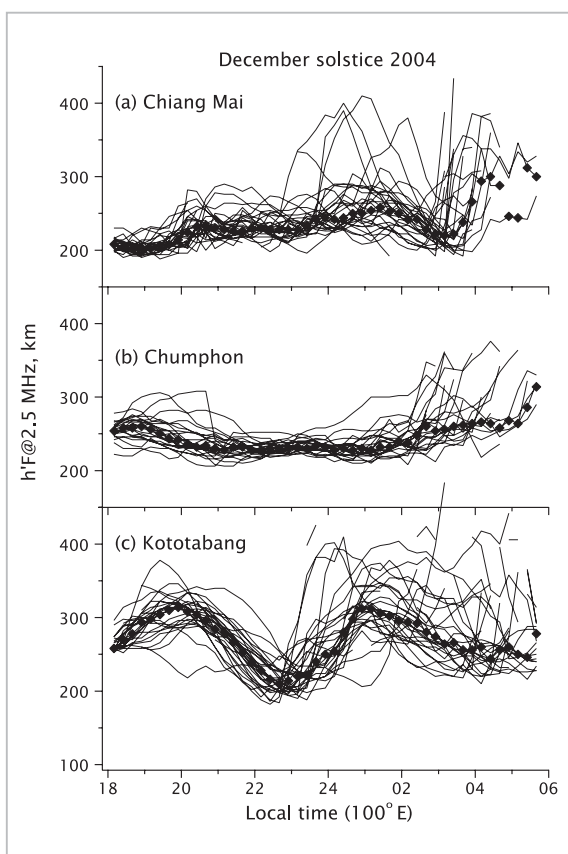 December solstice 2004
(a) Chiang Mai
400
300
200
(b) Chumphon
400
300
200
(c) Kototabang
400
300
200
100
h'F@2.5 MHz, km
18 20 22 24 02 04 06
Local time (100°E)